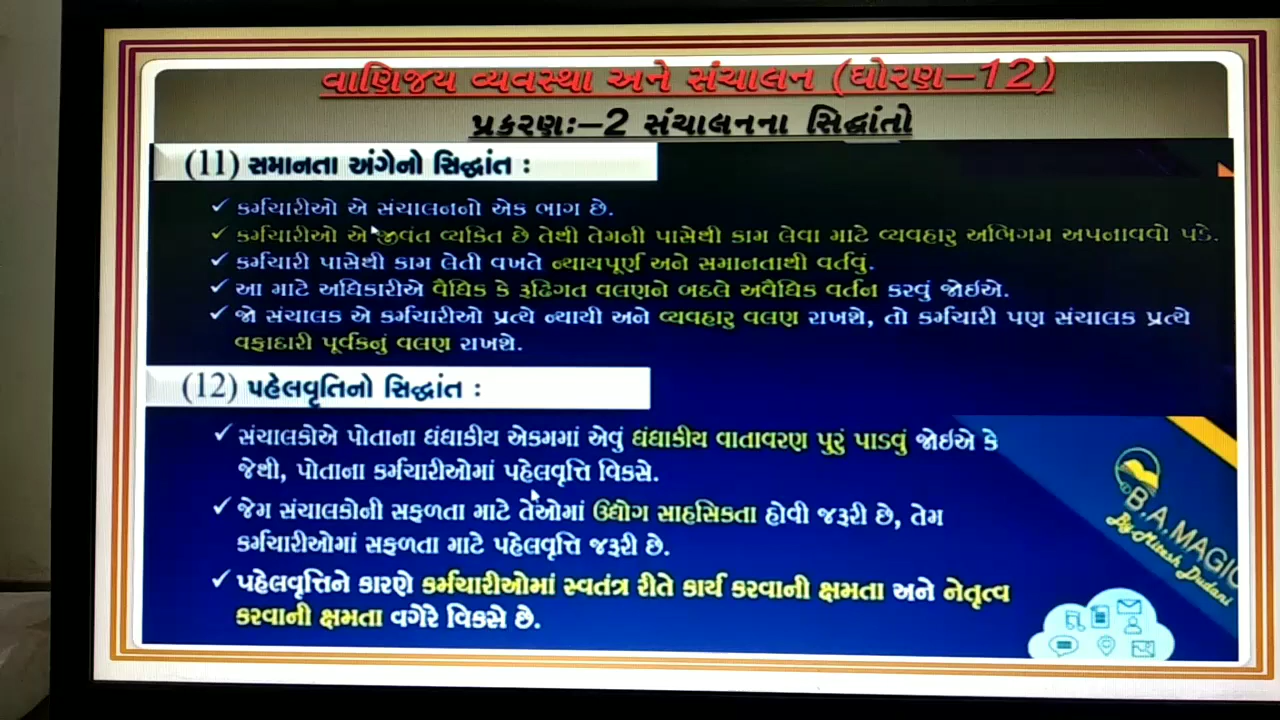 વાણિજય વ્યવસ્થા અને સંચાલન (ધોરણ–12)
પ્રકરણઃ–2 સંચાલનના સિદ્ધાંતો
(11) સમાનતા અંગેનો સિદ્ધાંત :
✓ કર્મચારીઓ એ સંચાલનનો એક ભાગ છે.
✓ કર્મચારીઓ એ જીવંત વ્યકિત છે તેથી તેમની પાસેથી કામ લેવા માટે વ્યવહારુ અભિગમ અપનાવવો પડે.
✓ કર્મચારી પાસેથી કામ લેતી વખતે ન્યાયપૂર્ણ અને સમાનતાથી વર્તવું.
✓ આ માટે અધિકારીએ વૈધિક કે રૂઢિગત વલણને બદલે અવૈધિક વર્તન કરવું જોઇએ.
✓ જો સંચાલક એ કર્મચારીઓ પ્રત્યે ન્યાયી અને વ્યવહારુ વલણ રાખશે, તો કર્મચારી પણ સંચાલક પ્રત્યે
વફાદારી પૂર્વકનું વલણ રાખશે.
(12) પહેલવૃતિનો સિદ્ધાંત :
✓ સંચાલકોએ પોતાના ધંધાકીય એકમમાં એવું ધંધાકીય વાતાવરણ પુરું પાડવું જોઇએ કે
જેથી, પોતાના કર્મચારીઓમાં પહેલવૃત્તિ વિકસે.
✓ જેમ સંચાલકોની સફળતા માટે તેઓમાં ઉદ્યોગ સાહસિકતા હોવી જરૂરી છે, તેમ
કર્મચારીઓમાં સફળતા માટે પહેલવૃત્તિ જરૂરી છે.
✓ પહેલવૃત્તિને કારણે કર્મચારીઓમાં સ્વતંત્ર રીતે કાર્ય કરવાની ક્ષમતા અને નેતૃત્વ
કરવાની ક્ષમતા વગેરે વિકસે છે.
B.A.MAGIC
By Mitesh Dudani